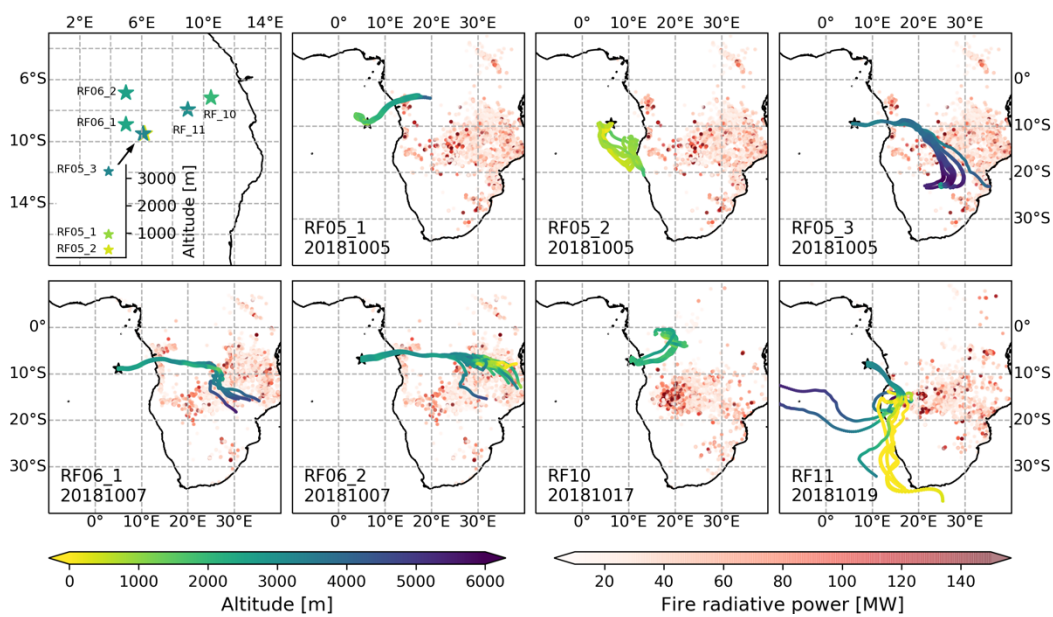 2°E 6°E 10°E 14°E
0° 10°E 20°E 30°E
0° 10°E 20°E 30°E
0° 10°E 20°E 30°E
6°S
10°S
14°S
RF06_2
RF06_1
RF_10
RF_11
RF05_3
RF05_1
RF05_2
3000
2000
1000
Altitude [m]
RF05_1
20181005
RF05_2
20181005
RF05_3
20181005
0°
10°S
20°S
30°S
0°
10°S
20°S
30°S
RF06_1
20181007
RF06_2
20181007
RF10
20181017
RF11
20181019
0°
10°S
20°S
30°S
0° 10°E 20°E 30°E
0° 10°E 20°E 30°E
0° 10°E 20°E 30°E
0° 10°E 20°E 30°E
0 1000 2000 3000 4000 5000 6000
Altitude [m]
20 40 60 80 100 120 140
Fire radiative power [MW]